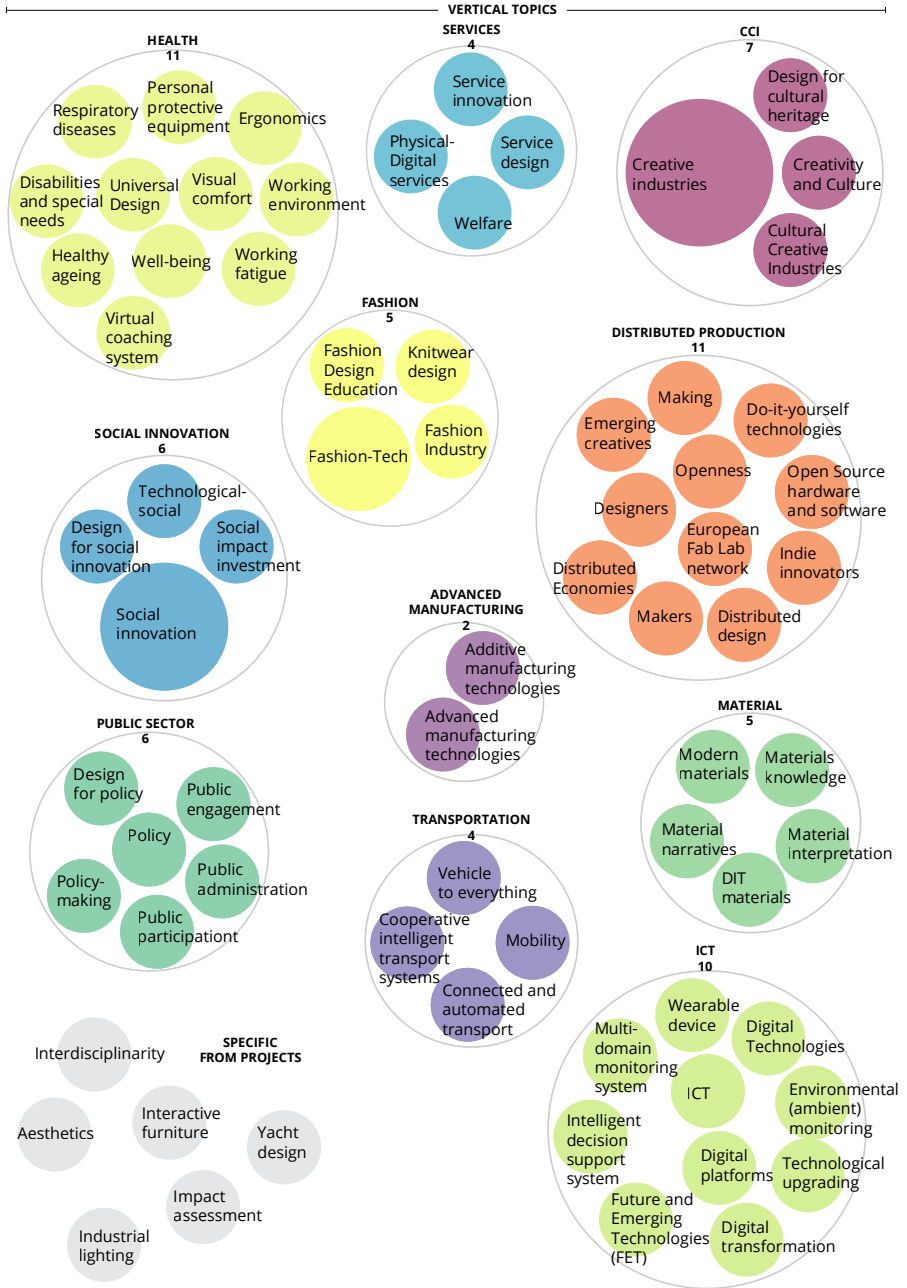 VERTICAL TOPICS
HEALTH
11
Respiratory
diseases
Personal
protective
equipment
Ergonomics
Disabilities
and special
needs
Universal
Design
Visual
comfort
Working
environment
Healthy
ageing
Well-being
Working
fatigue
Virtual
coaching
system
SERVICES
4
Service
innovation
Physical-
Digital
services
Service
design
Welfare
CCI
7
Design for
cultural
heritage
Creative
industries
Creativity
and Culture
Cultural
Creative
Industries
FASHION
5
Fashion
Design
Education
Knitwear
design
Fashion-Tech
Fashion
Industry
DISTRIBUTED PRODUCTION
11
Making
Emerging
creatives
Do-it-yourself
technologies
Openness
Open Source
hardware
and software
Designers
European
Fab Lab
network
Indie
innovators
Distributed
Economies
Makers
Distributed
design
SOCIAL INNOVATION
6
Technological-
social
Design
for social
innovation
Social
impact
investment
Social
innovation
ADVANCED
MANUFACTURING
2
Additive
manufacturing
technologies
Advanced
manufacturing
technologies
PUBLIC SECTOR
6
Design
for policy
Public
engagement
Policy
Policy-
making
Public
administration
Public
participationt
MATERIAL
5
Modern
materials
Materials
knowledge
Material
narratives
Material
interpretation
DIT
materials
TRANSPORTATION
4
Vehicle
to everything
Cooperative
intelligent
transport
systems
Mobility
Connected and
automated
transport
ICT
10
Wearable
device
Multi-
domain
monitoring
system
Digital
Technologies
ICT
Environmental
(ambient)
monitoring
Intelligent
decision
support
system
Digital
platforms
Technological
upgrading
Future and
Emerging
Technologies
(FET)
Digital
transformation
SPECIFIC
FROM PROJECTS
Interdisciplinarity
Aesthetics
Interactive
furniture
Yacht
design
Impact
assessment
Industrial
lighting